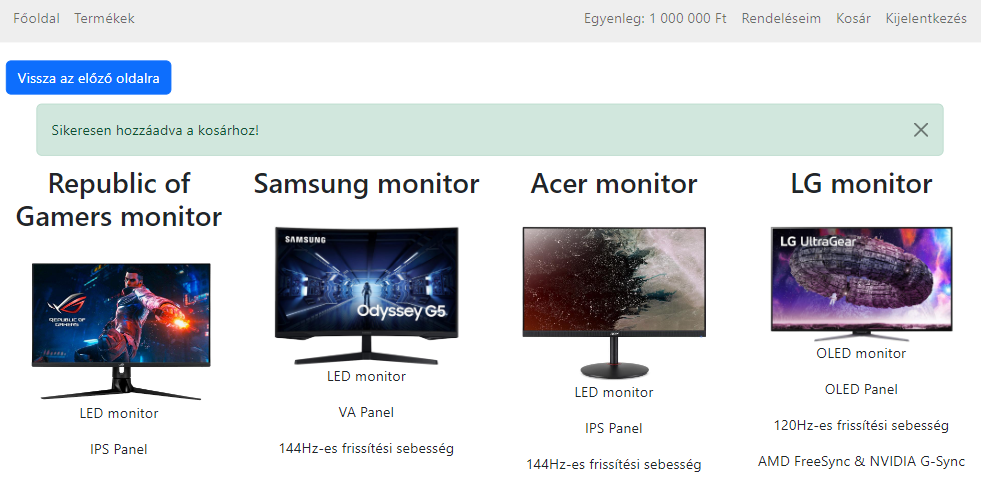 Főoldal Termékek Egyenleg: 1 000 000 Ft Rendeléseim Kosár Kijelentkezés
Vissza az előző oldalra
Sikeresen hozzáadva a kosárhoz!
Republic of
Gamers monitor
REPUBLIC OF
GAMERS
LED monitor
IPS Panel
Samsung monitor
SAMSUNG
Odyssey G5
LED monitor
VA Panel
144Hz-es frissítési sebesség
Acer monitor
acer
LED monitor
IPS Panel
144Hz-es frissítési sebesség
LG monitor
LG UltraGear
OLED monitor
OLED Panel
120Hz-es frissítési sebesség
AMD FreeSync & NVIDIA G-Sync